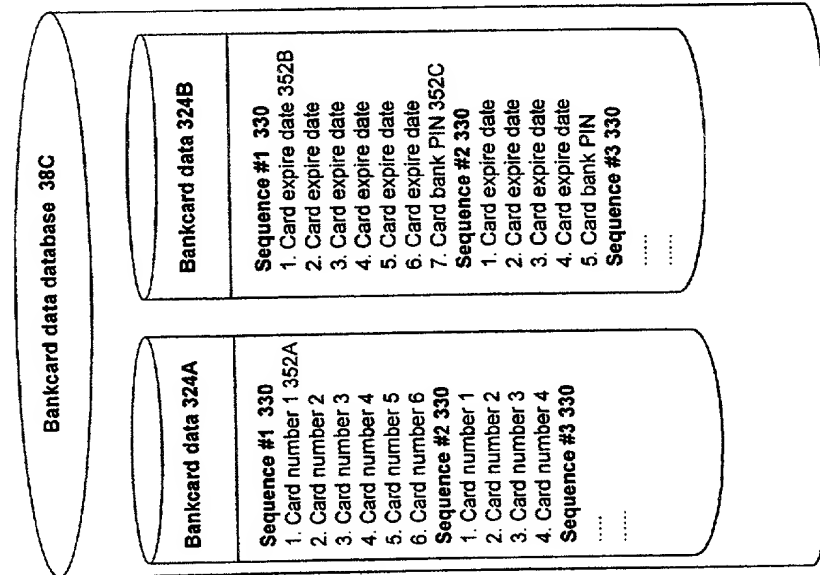 Bankcard data database 38C
Bankcard data 324A
Sequence #1 330
1. Card number 1 352A
2. Card number 2
3. Card number 3
4. Card number 4
5. Card number 5
6. Card number 6
Sequence #2 330
1. Card number 1
2. Card number 2
3. Card number 3
4. Card number 4
Sequence #3 330
.....
......
Bankcard data 324B
Sequence #1 330
1. Card expire date 352B
2. Card expire date
3. Card expire date
4. Card expire date
5. Card expire date
6. Card expire date
7. Card bank PIN 352C
Sequence #2 330
1. Card expire date
2. Card expire date
3. Card expire date
4. Card expire date
5. Card bank PIN
Sequence #3 330
......
......